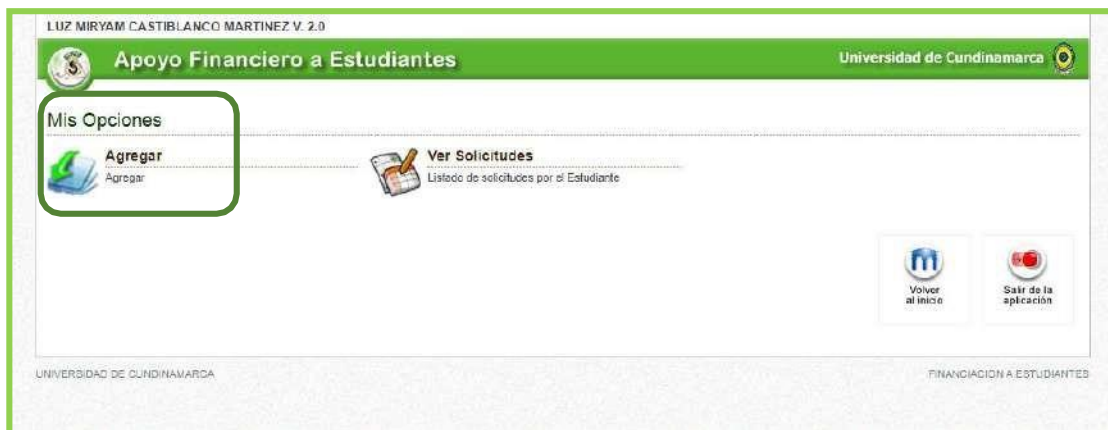 LUZ MIRYAM CASTIBLANCO MARTINEZ V. 2.0
Apoyo Financiero a Estudiantes
Universidad de Cundinamarca
Mis Opciones
Agregar
Agregar
Ver Solicitudes
Listado de solicitudes por el Estudiante
Volver
al inicio
Salir de la
aplicación
UNIVERSIDAD DE CUNDINAMARCA
FINANCIACION A ESTUDIANTES